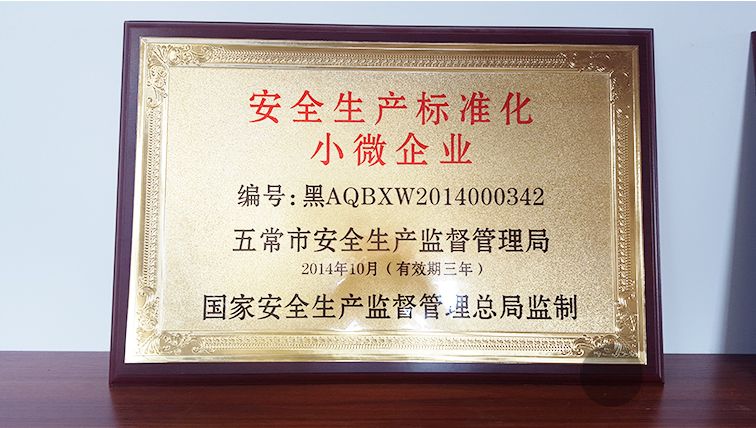 安全生产标准化
小微企业
编号:黑AQBXW2014000342
五常市安全生产监督管理局
2014年10月(有效期三年)
国家安全生产监督管理总局监制